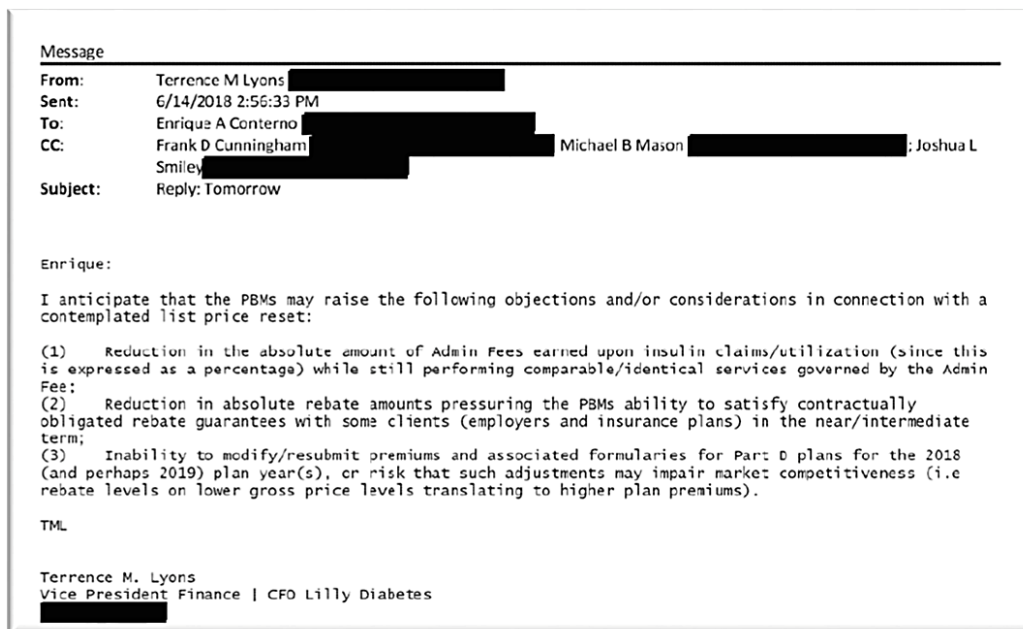 Message
From: Terrence M Lyons
Sent: 6/14/2018 2:56:33 PM
To: Enrique A Conterno
CC: Frank D Cunningham Michael B Mason ; Joshua L
Smiley
Subject: Reply: Tomorrow
Enrique:
I anticipate that the PBMs may raise the following objections and/or considerations in connection with a
contemplated list price reset:
(1) Reduction in the absolute amount of Admin Fees earned upon insulin claims/utilization (since this
is expressed as a percentage) while still performing comparable/identical services governed by the Admin
Fee;
(2) Reduction in absolute rebate amounts pressuring the PBMs ability to satisfy contractually
obligated rebate guarantees with some clients (employers and insurance plans) in the near/intermediate
term;
(3) Inability to modify/resubmit premiums and associated formularies for Part D plans for the 2018
(and perhaps 2019) plan year(s), or risk that such adjustments may impair market competitiveness (i.e
rebate levels on lower gross price levels translating to higher plan premiums).
TML
Terrence M. Lyons
Vice President Finance | CFO Lilly Diabetes